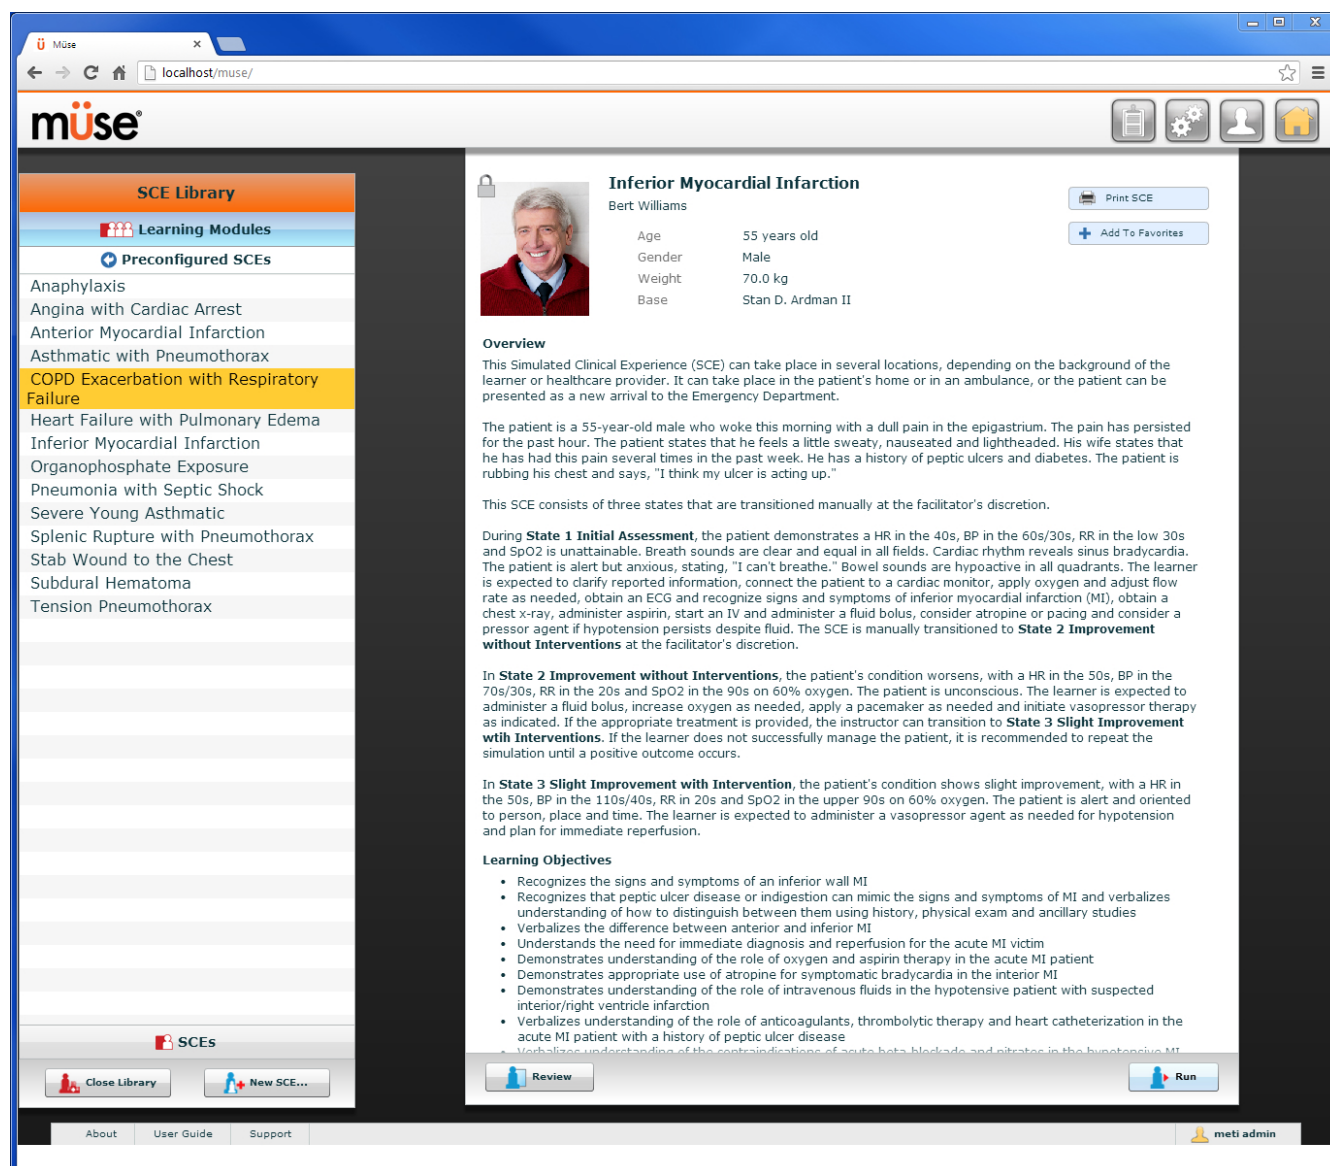 Müse
localhost/muse/
müse®
SCE Library
Learning Modules
Preconfigured SCEs
Anaphylaxis
Angina with Cardiac Arrest
Anterior Myocardial Infarction
Asthmatic with Pneumothorax
COPD Exacerbation with Respiratory
Failure
Heart Failure with Pulmonary Edema
Inferior Myocardial Infarction
Organophosphate Exposure
Pneumonia with Septic Shock
Severe Young Asthmatic
Splenic Rupture with Pneumothorax
Stab Wound to the Chest
Subdural Hematoma
Tension Pneumothorax
SCEs
Close Library
New SCE...
Inferior Myocardial Infarction
Bert Williams
Age 55 years old
Gender Male
Weight 70.0 kg
Base Stan D. Ardman II
Print SCE
Add To Favorites
Overview
This Simulated Clinical Experience (SCE) can take place in several locations, depending on the background of the
learner or healthcare provider. It can take place in the patient's home or in an ambulance, or the patient can be
presented as a new arrival to the Emergency Department.
The patient is a 55-year-old male who woke this morning with a dull pain in the epigastrium. The pain has persisted
for the past hour. The patient states that he feels a little sweaty, nauseated and lightheaded. His wife states that
he has had this pain several times in the past week. He has a history of peptic ulcers and diabetes. The patient is
rubbing his chest and says, "I think my ulcer is acting up."
This SCE consists of three states that are transitioned manually at the facilitator's discretion.
During State 1 Initial Assessment, the patient demonstrates a HR in the 40s, BP in the 60s/30s, RR in the low 30s
and SpO2 is unattainable. Breath sounds are clear and equal in all fields. Cardiac rhythm reveals sinus bradycardia.
The patient is alert but anxious, stating, "I can't breathe." Bowel sounds are hypoactive in all quadrants. The learner
is expected to clarify reported information, connect the patient to a cardiac monitor, apply oxygen and adjust flow
rate as needed, obtain an ECG and recognize signs and symptoms of inferior myocardial infarction (MI), obtain a
chest x-ray, administer aspirin, start an IV and administer a fluid bolus, consider atropine or pacing and consider a
pressor agent if hypotension persists despite fluid. The SCE is manually transitioned to State 2 Improvement
without Interventions at the facilitator's discretion.
In State 2 Improvement without Interventions, the patient's condition worsens, with a HR in the 50s, BP in the
70s/30s, RR in the 20s and SpO2 in the 90s on 60% oxygen. The patient is unconscious. The learner is expected to
administer a fluid bolus, increase oxygen as needed, apply a pacemaker as needed and initiate vasopressor therapy
as indicated. If the appropriate treatment is provided, the instructor can transition to State 3 Slight Improvement
wtih Interventions. If the learner does not successfully manage the patient, it is recommended to repeat the
simulation until a positive outcome occurs.
In State 3 Slight Improvement with Intervention, the patient's condition shows slight improvement, with a HR in
the 50s, BP in the 110s/40s, RR in 20s and SpO2 in the upper 90s on 60% oxygen. The patient is alert and oriented
to person, place and time. The learner is expected to administer a vasopressor agent as needed for hypotension
and plan for immediate reperfusion.
Learning Objectives
• Recognizes the signs and symptoms of an inferior wall MI
• Recognizes that peptic ulcer disease or indigestion can mimic the signs and symptoms of MI and verbalizes
understanding of how to distinguish between them using history, physical exam and ancillary studies
• Verbalizes the difference between anterior and inferior MI
• Understands the need for immediate diagnosis and reperfusion for the acute MI victim
• Demonstrates understanding of the role of oxygen and aspirin therapy in the acute MI patient
• Demonstrates appropriate use of atropine for symptomatic bradycardia in the interior MI
• Demonstrates understanding of the role of intravenous fluids in the hypotensive patient with suspected
interior/right ventricle infarction
• Verbalizes understanding of the role of anticoagulants, thrombolytic therapy and heart catheterization in the
acute MI patient with a history of peptic ulcer disease
• Verbalizes understanding of the contraindications of acute beta-blockade and nitrates in the hypotensive MI
Review
Run
About
User Guide
Support
meti admin